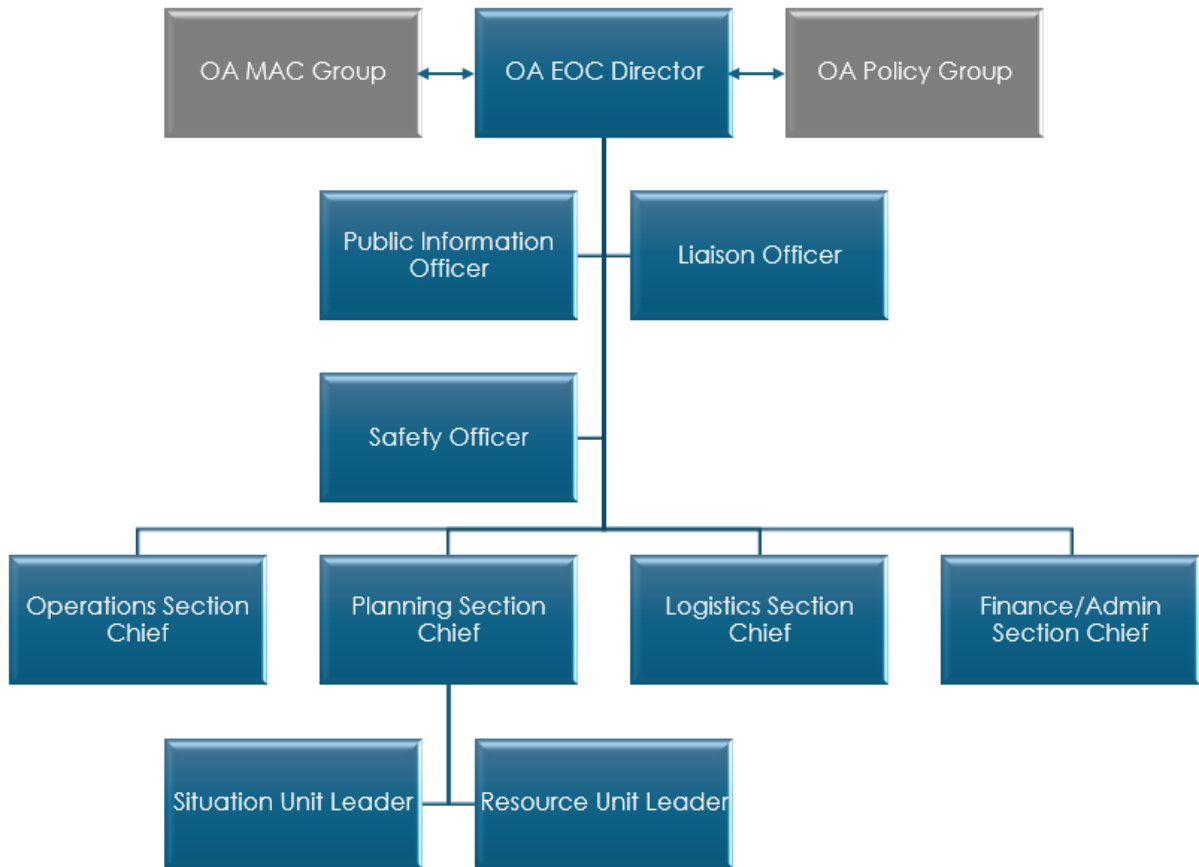 OA MAC Group
OA EOC Director
OA Policy Group
Public Information
Officer
Liaison Officer
Safety Officer
Operations Section
Chief
Planning Section
Chief
Logistics Section
Chief
Finance/Admin
Section Chief
Situation Unit Leader
Resource Unit Leader